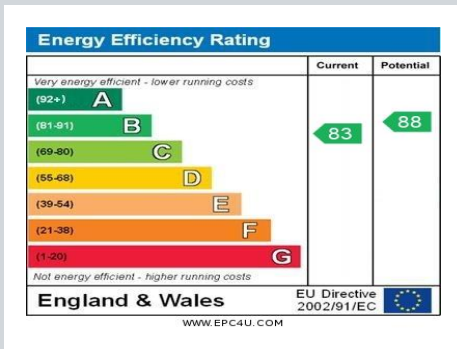 Energy Efficiency Rating
Current Potential
Very energy efficient - lower running costs
(92+) A
(81-91) B
(69-80) C
(55-68) D
(39-54) E
(21-38) F
(1-20) G
83
88
Not energy efficient - higher running costs
England & Wales
EU Directive
2002/91/EC
WWW.EPC4U.COM